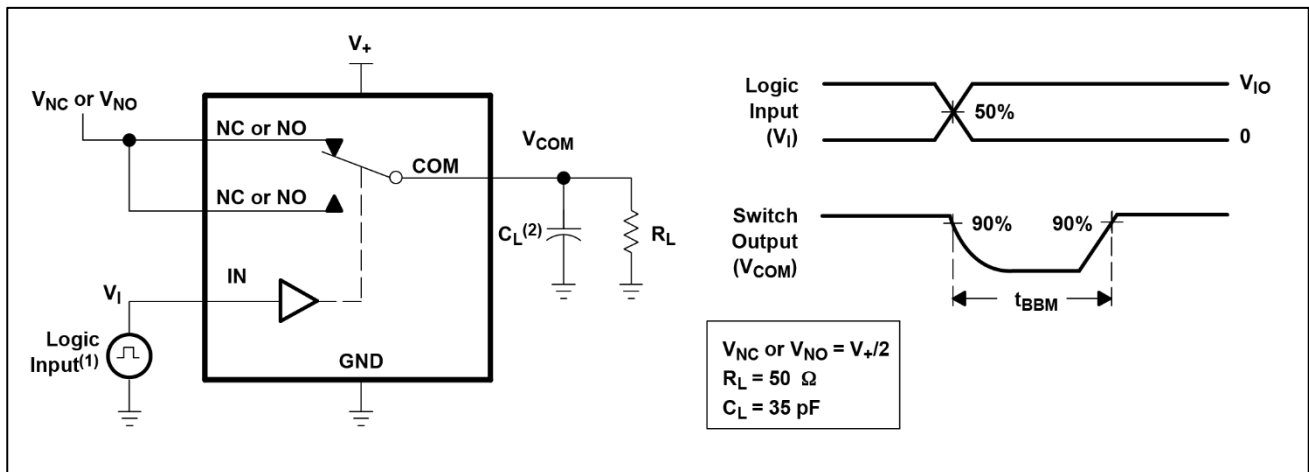 V+
VNC or VNO
NC or NO
VCOM
COM
NC or NO
CL(2)
RL
IN
VI
Logic
Input(1)
GND
Logic
Input
(VI)
50%
VIO
0
Switch
Output
(VCOM)
90%
90%
tBBM
VNC or VNO = V+/2
RL = 50 Ω
CL = 35 pF